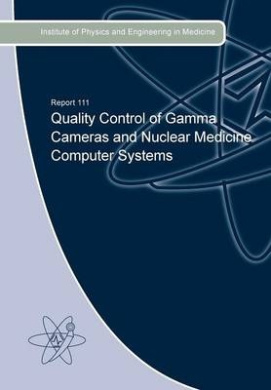 Institute of Physics and Engineering in Medicine
Report 111
Quality Control of Gamma
Cameras and Nuclear Medicine
Computer Systems